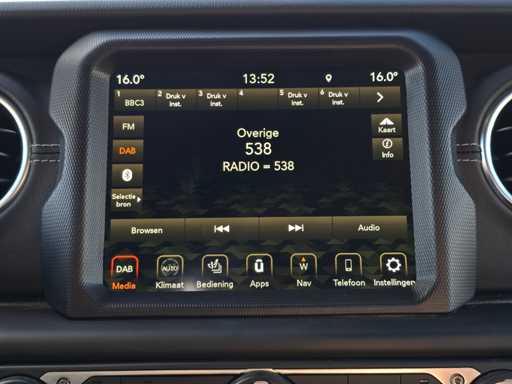 16.0°
13:52
16.0°
1 BBC3
2 Druk v inst.
3 Druk v inst.
4
5 Druk v inst.
6 Druk v inst.
FM
DAB
Selectie bron
Overige
538
RADIO = 538
Kaart
Info
Browsen
Audio
DAB
AUTO
W
Media
Klimaat
Bediening
Apps
Nav
Telefoon
Instellingen